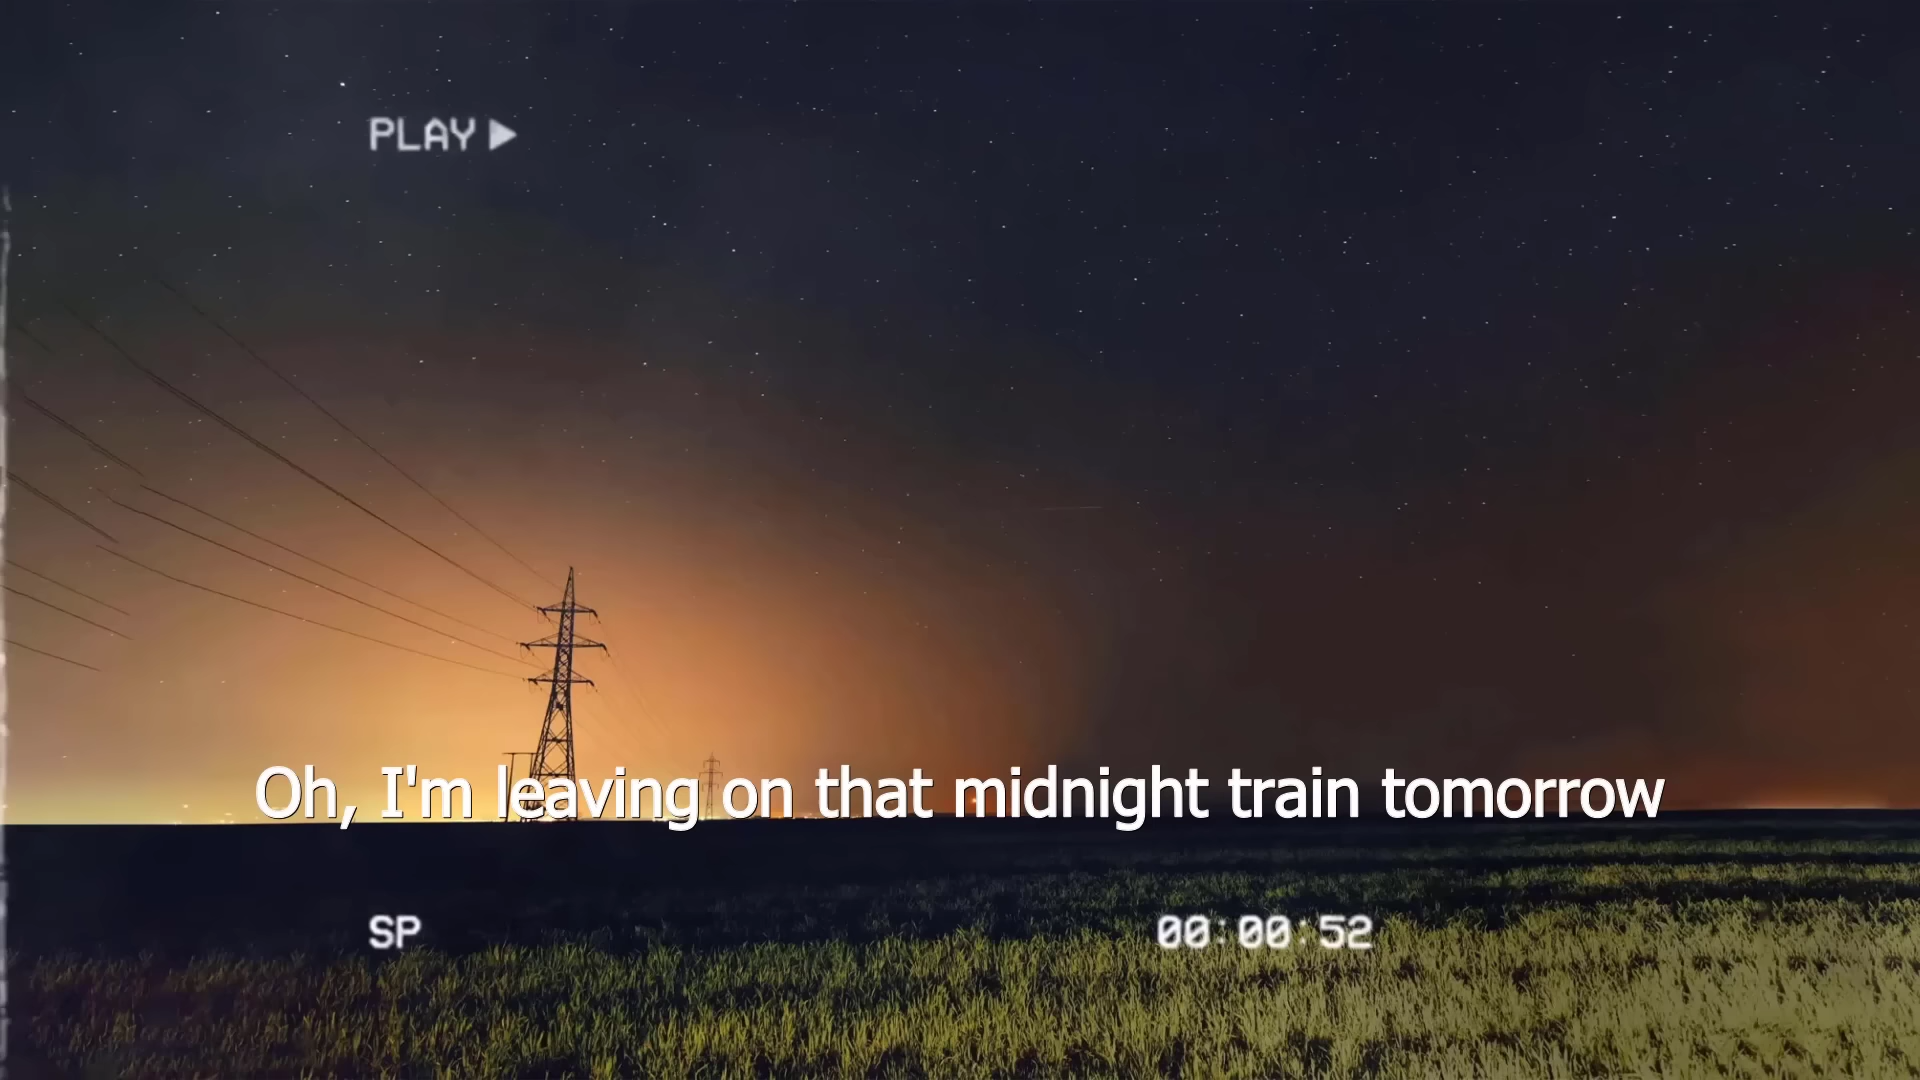 PLAY ▶
Oh, I'm leaving on that midnight train tomorrow
SP
00:00:52